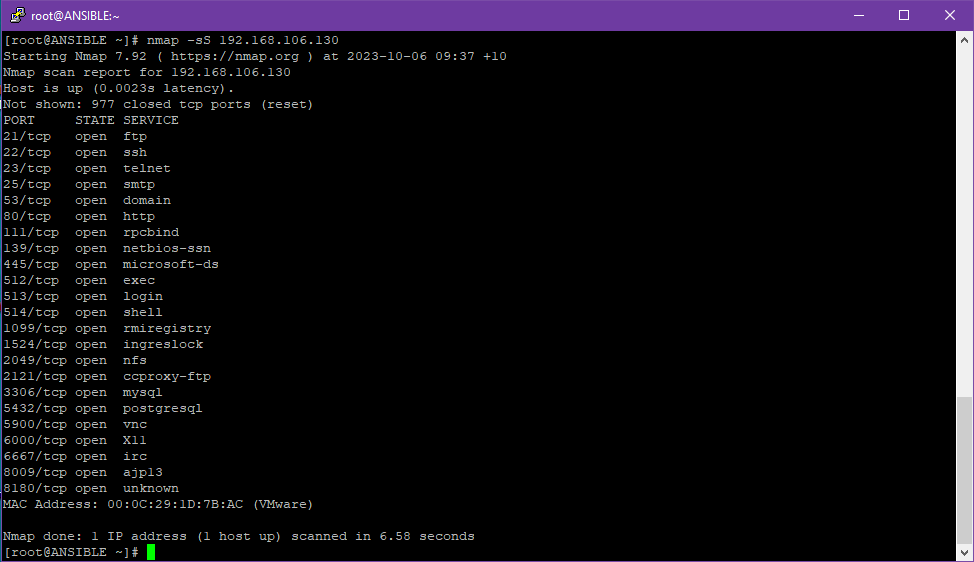 root@ANSIBLE:~
[root@ANSIBLE ~]# nmap -sS 192.168.106.130
Starting Nmap 7.92 ( https://nmap.org ) at 2023-10-06 09:37 +10
Nmap scan report for 192.168.106.130
Host is up (0.0023s latency).
Not shown: 977 closed tcp ports (reset)
PORT     STATE SERVICE
21/tcp   open  ftp
22/tcp   open  ssh
23/tcp   open  telnet
25/tcp   open  smtp
53/tcp   open  domain
80/tcp   open  http
111/tcp  open  rpcbind
139/tcp  open  netbios-ssn
445/tcp  open  microsoft-ds
512/tcp  open  exec
513/tcp  open  login
514/tcp  open  shell
1099/tcp open  rmiregistry
1524/tcp open  ingreslock
2049/tcp open  nfs
2121/tcp open  ccproxy-ftp
3306/tcp open  mysql
5432/tcp open  postgresql
5900/tcp open  vnc
6000/tcp open  X11
6667/tcp open  irc
8009/tcp open  ajp13
8180/tcp open  unknown
MAC Address: 00:0C:29:1D:7B:AC (VMware)
Nmap done: 1 IP address (1 host up) scanned in 6.58 seconds
[root@ANSIBLE ~]#